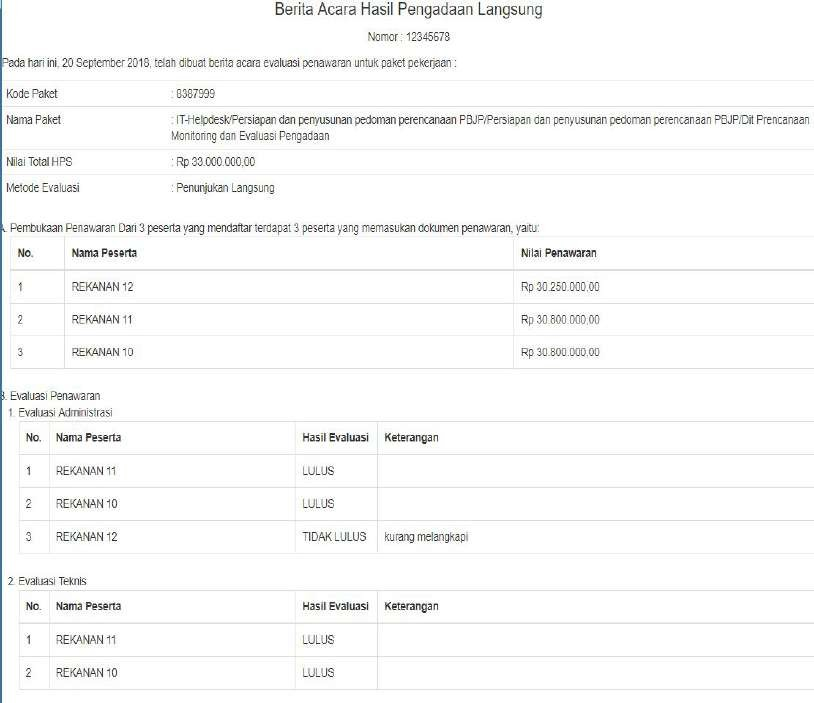 Berita Acara Hasil Pengadaan Langsung
Nomor : 12345678
Pada hari ini, 20 September 2018, telah dibuat berita acara evaluasi penawaran untuk paket pekerjaan :
Kode Paket : 8387999
Nama Paket : IT-Helpdesk/Persiapan dan penyusunan pedoman perencanaan PBJP/Persiapan dan penyusunan pedoman perencanaan PBJP/Dit Prencanaan
Monitoring dan Evaluasi Pengadaan
Nilai Total HPS : Rp 33.000.000,00
Metode Evaluasi : Penunjukan Langsung
A. Pembukaan Penawaran Dari 3 peserta yang mendaftar terdapat 3 peserta yang memasukan dokumen penawaran, yaitu:
No. Nama Peserta Nilai Penawaran
1 REKANAN 12 Rp 30.250.000,00
2 REKANAN 11 Rp 30.800.000,00
3 REKANAN 10 Rp 30.800.000,00
B. Evaluasi Penawaran
1. Evaluasi Administrasi
No. Nama Peserta Hasil Evaluasi Keterangan
1 REKANAN 11 LULUS
2 REKANAN 10 LULUS
3 REKANAN 12 TIDAK LULUS kurang melangkapi
2. Evaluasi Teknis
No. Nama Peserta Hasil Evaluasi Keterangan
1 REKANAN 11 LULUS
2 REKANAN 10 LULUS